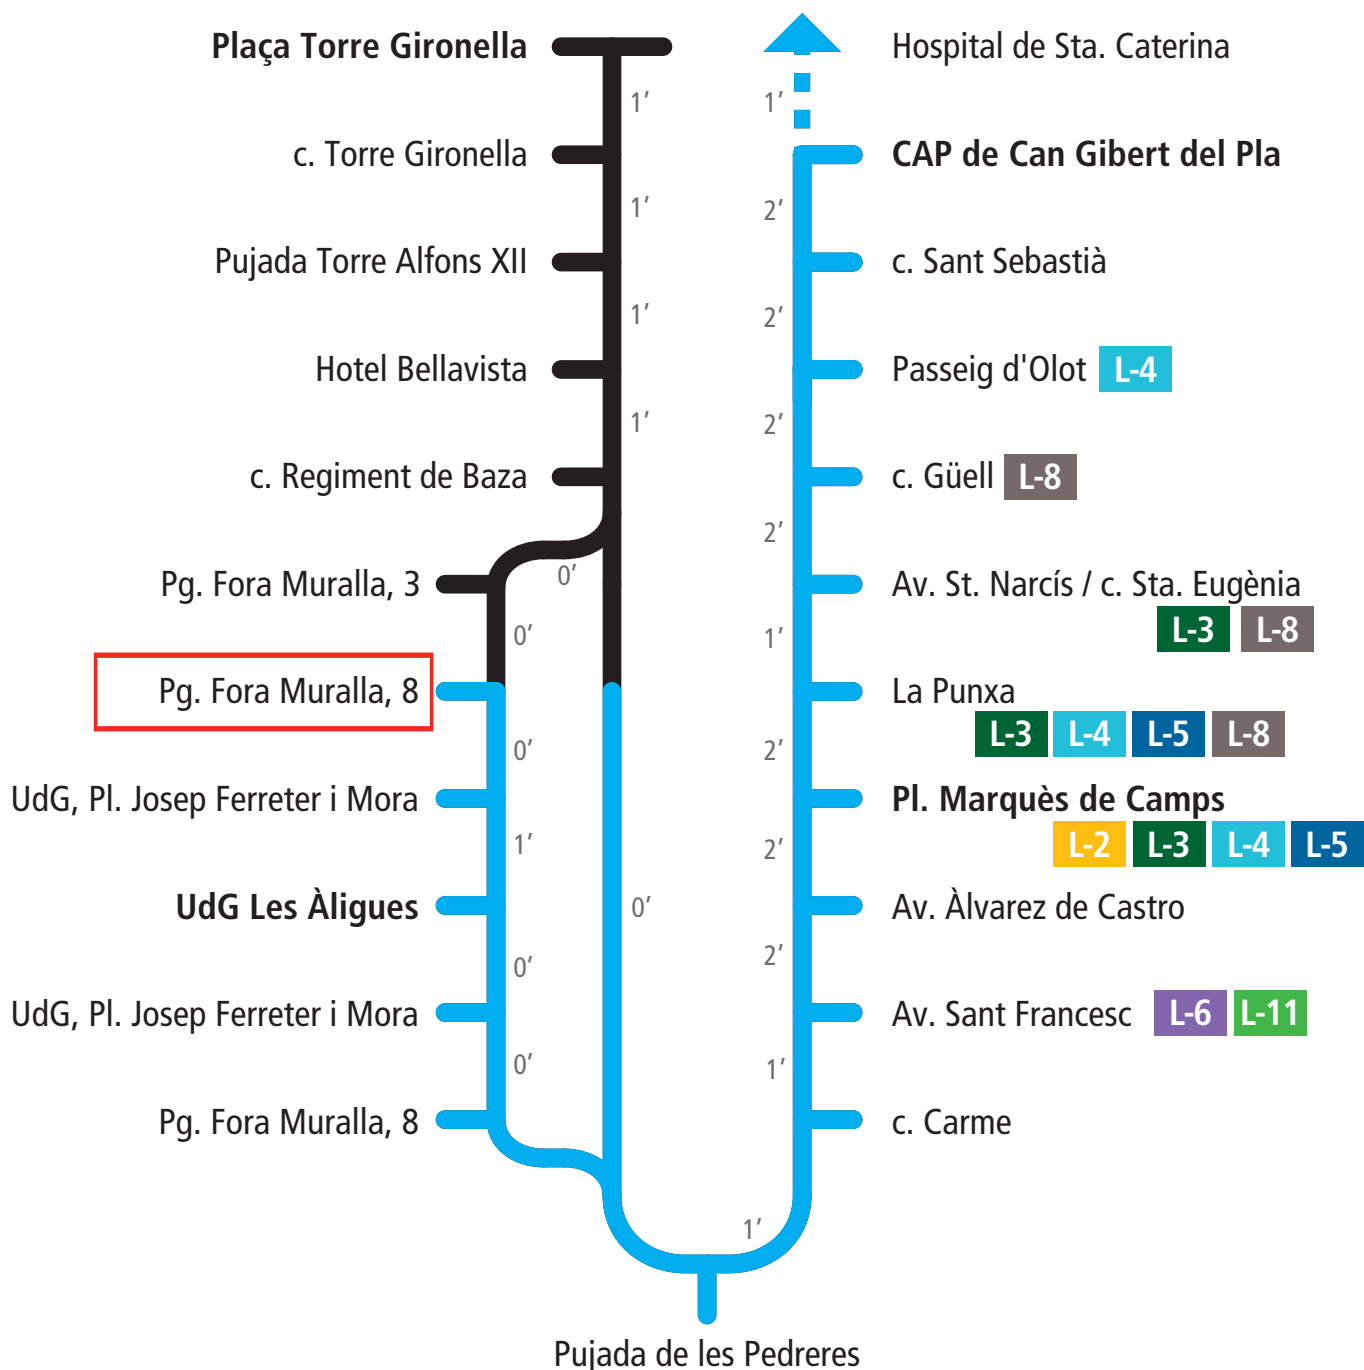 Plaça Torre Gironella
1’
c. Torre Gironella
1’
Pujada Torre Alfons XII
1’
Hotel Bellavista
1’
c. Regiment de Baza
0’
Pg. Fora Muralla, 3
0’
Pg. Fora Muralla, 8
0’
UdG, Pl. Josep Ferreter i Mora
1’
UdG Les Àligues
0’
0’
UdG, Pl. Josep Ferreter i Mora
0’
Pg. Fora Muralla, 8
Pujada de les Pedreres
1’
c. Carme
1’
Av. Sant Francesc L-6 L-11
2’
Av. Àlvarez de Castro
2’
Pl. Marquès de Camps
L-2 L-3 L-4 L-5
2’
La Punxa
L-3 L-4 L-5 L-8
1’
Av. St. Narcís / c. Sta. Eugènia
L-3 L-8
2’
c. Güell L-8
2’
Passeig d'Olot L-4
2’
c. Sant Sebastià
2’
CAP de Can Gibert del Pla
1’
Hospital de Sta. Caterina